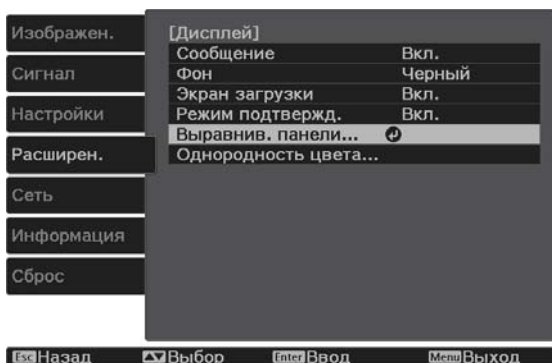 Изображен.
Сигнал
Настройки
Расширен.
Сеть
Информация
Сброс
[Дисплей]
Сообщение Вкл.
Фон Черный
Экран загрузки Вкл.
Режим подтвержд. Вкл.
Выравнив. панели...
Однородность цвета...
Esc Назад Выбор Enter Ввод Menu Выход